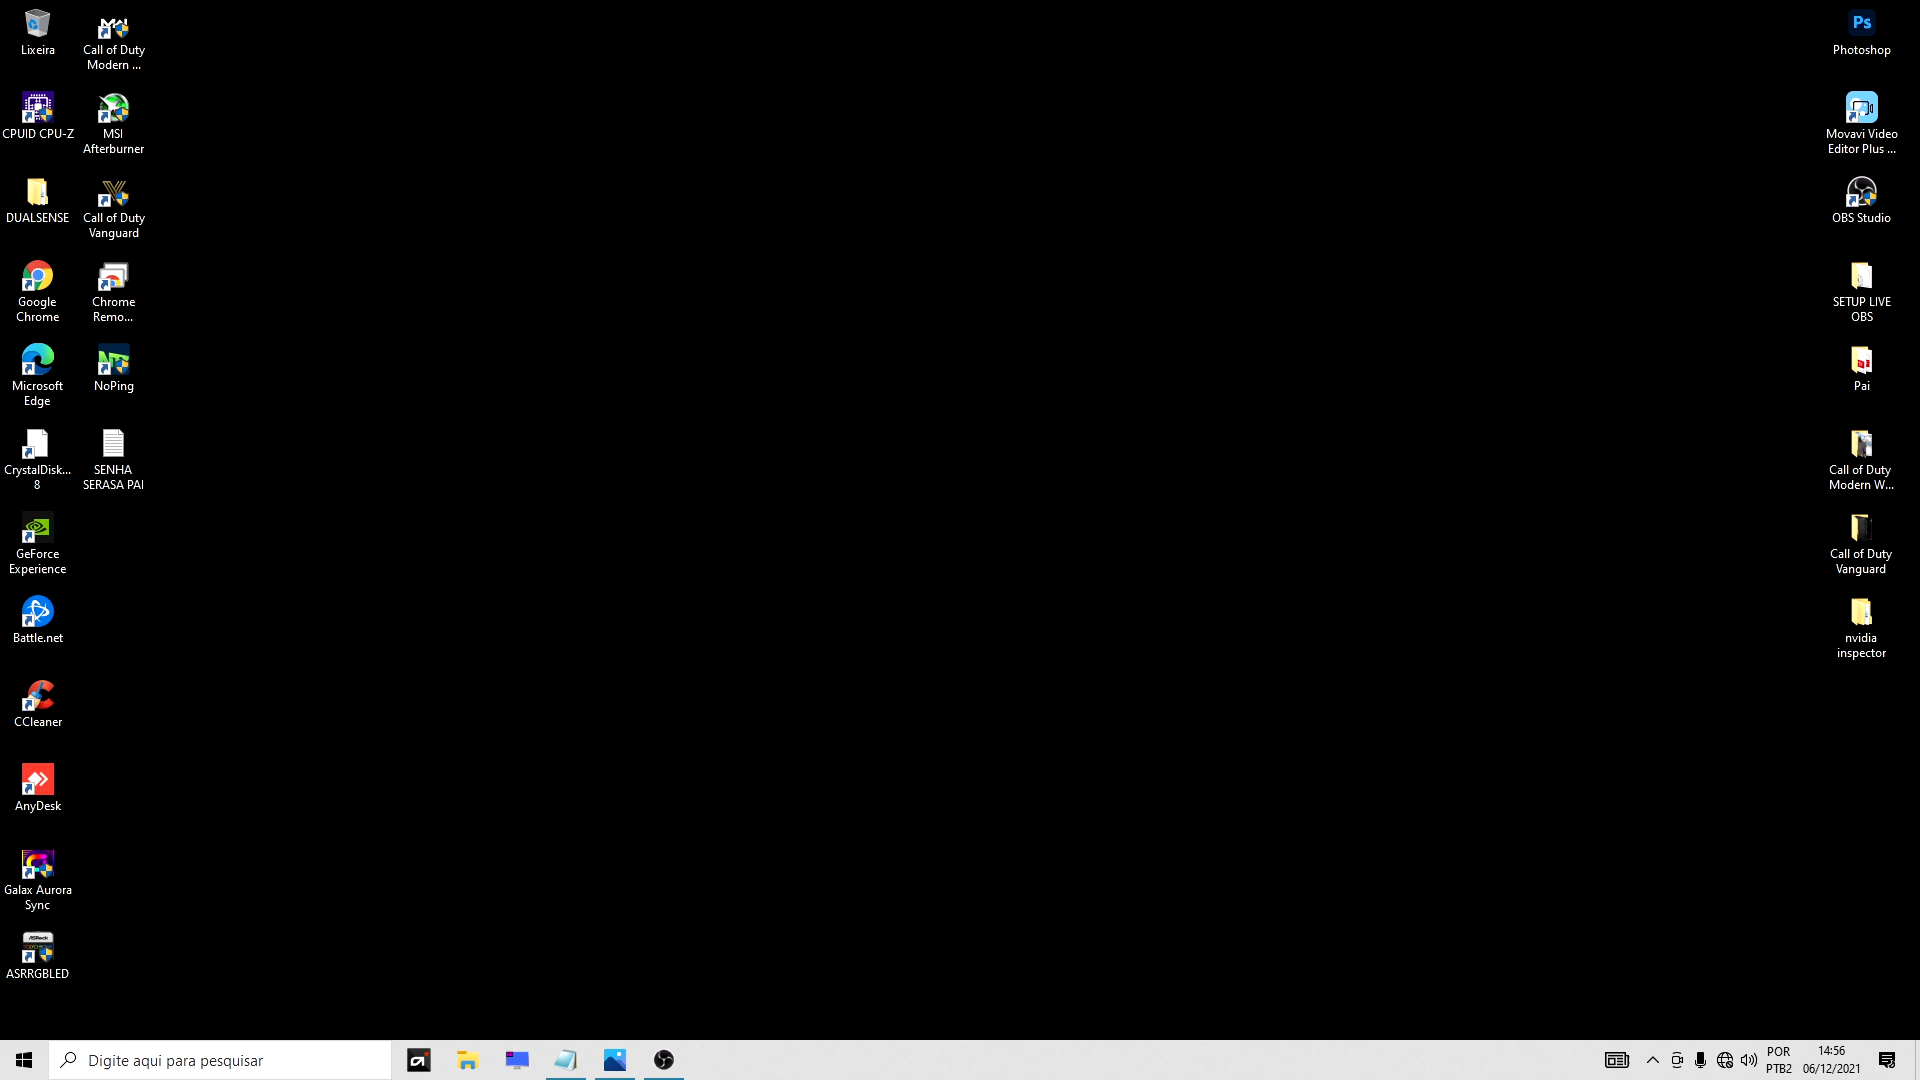 Lixeira
Call of Duty
Modern ...
CPUID CPU-Z
MSI
Afterburner
DUALSENSE
Call of Duty
Vanguard
Google
Chrome
Chrome
Remo...
Microsoft
Edge
NoPing
CrystalDisk...
8
SENHA
SERASA PAI
GeForce
Experience
Battle.net
CCleaner
AnyDesk
Galax Aurora
Sync
ASRRGBLED
Ps
Photoshop
Movavi Video
Editor Plus ...
OBS Studio
SETUP LIVE
OBS
Pai
Call of Duty
Modern W...
Call of Duty
Vanguard
nvidia
inspector
Digite aqui para pesquisar
POR
PTB2
14:56
06/12/2021